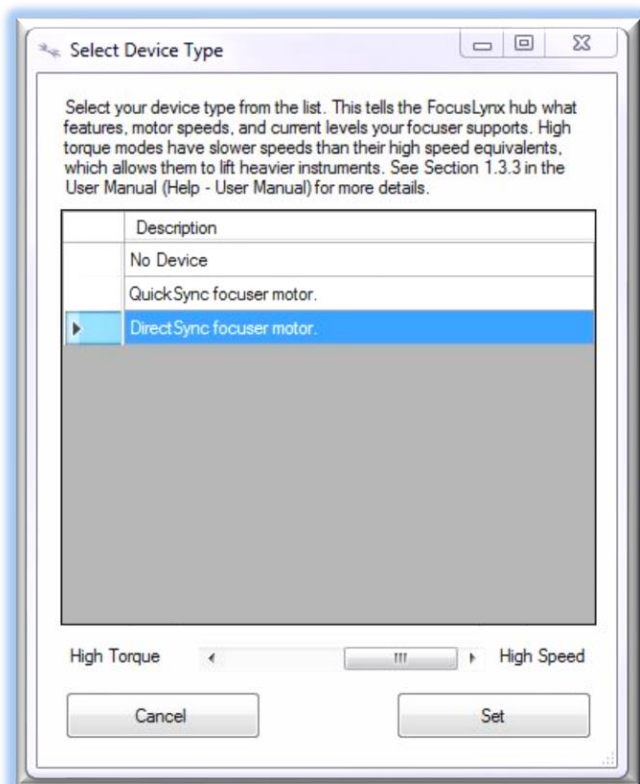 Select Device Type
Select your device type from the list. This tells the FocusLynx hub what
features, motor speeds, and current levels your focuser supports. High
torque modes have slower speeds than their high speed equivalents,
which allows them to lift heavier instruments. See Section 1.3.3 in the
User Manual (Help - User Manual) for more details.
Description
No Device
QuickSync focuser motor.
DirectSync focuser motor.
High Torque High Speed
Cancel Set